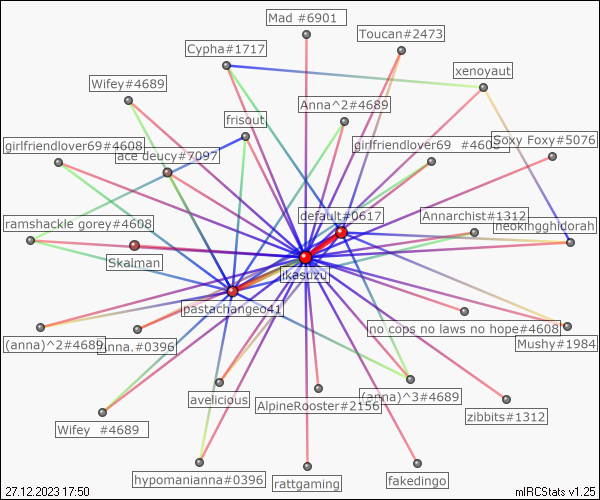 Mad #6901
Toucan#2473
Cypha#1717
xenoyaut
Wifey#4689
Anna^2#4689
frisout
girlfriendlover69#4608
ace deucy#7097
girlfriendlover69  #4608
Soxy Foxy#5076
ramshackle gorey#4608
default#0617
Annarchist#1312
neokingghidorah
Skalman
jkasuzu
pastachangeo41
no cops no laws no hope#4608
(anna)^2#4689
Anna.#0396
Mushy#1984
avelicious
AlpineRooster#2156
(anna)^3#4689
zibbits#1312
Wifey  #4689
hypomanianna#0396
rattgaming
fakedingo
27.12.2023 17:50
mIRCStats v1.25